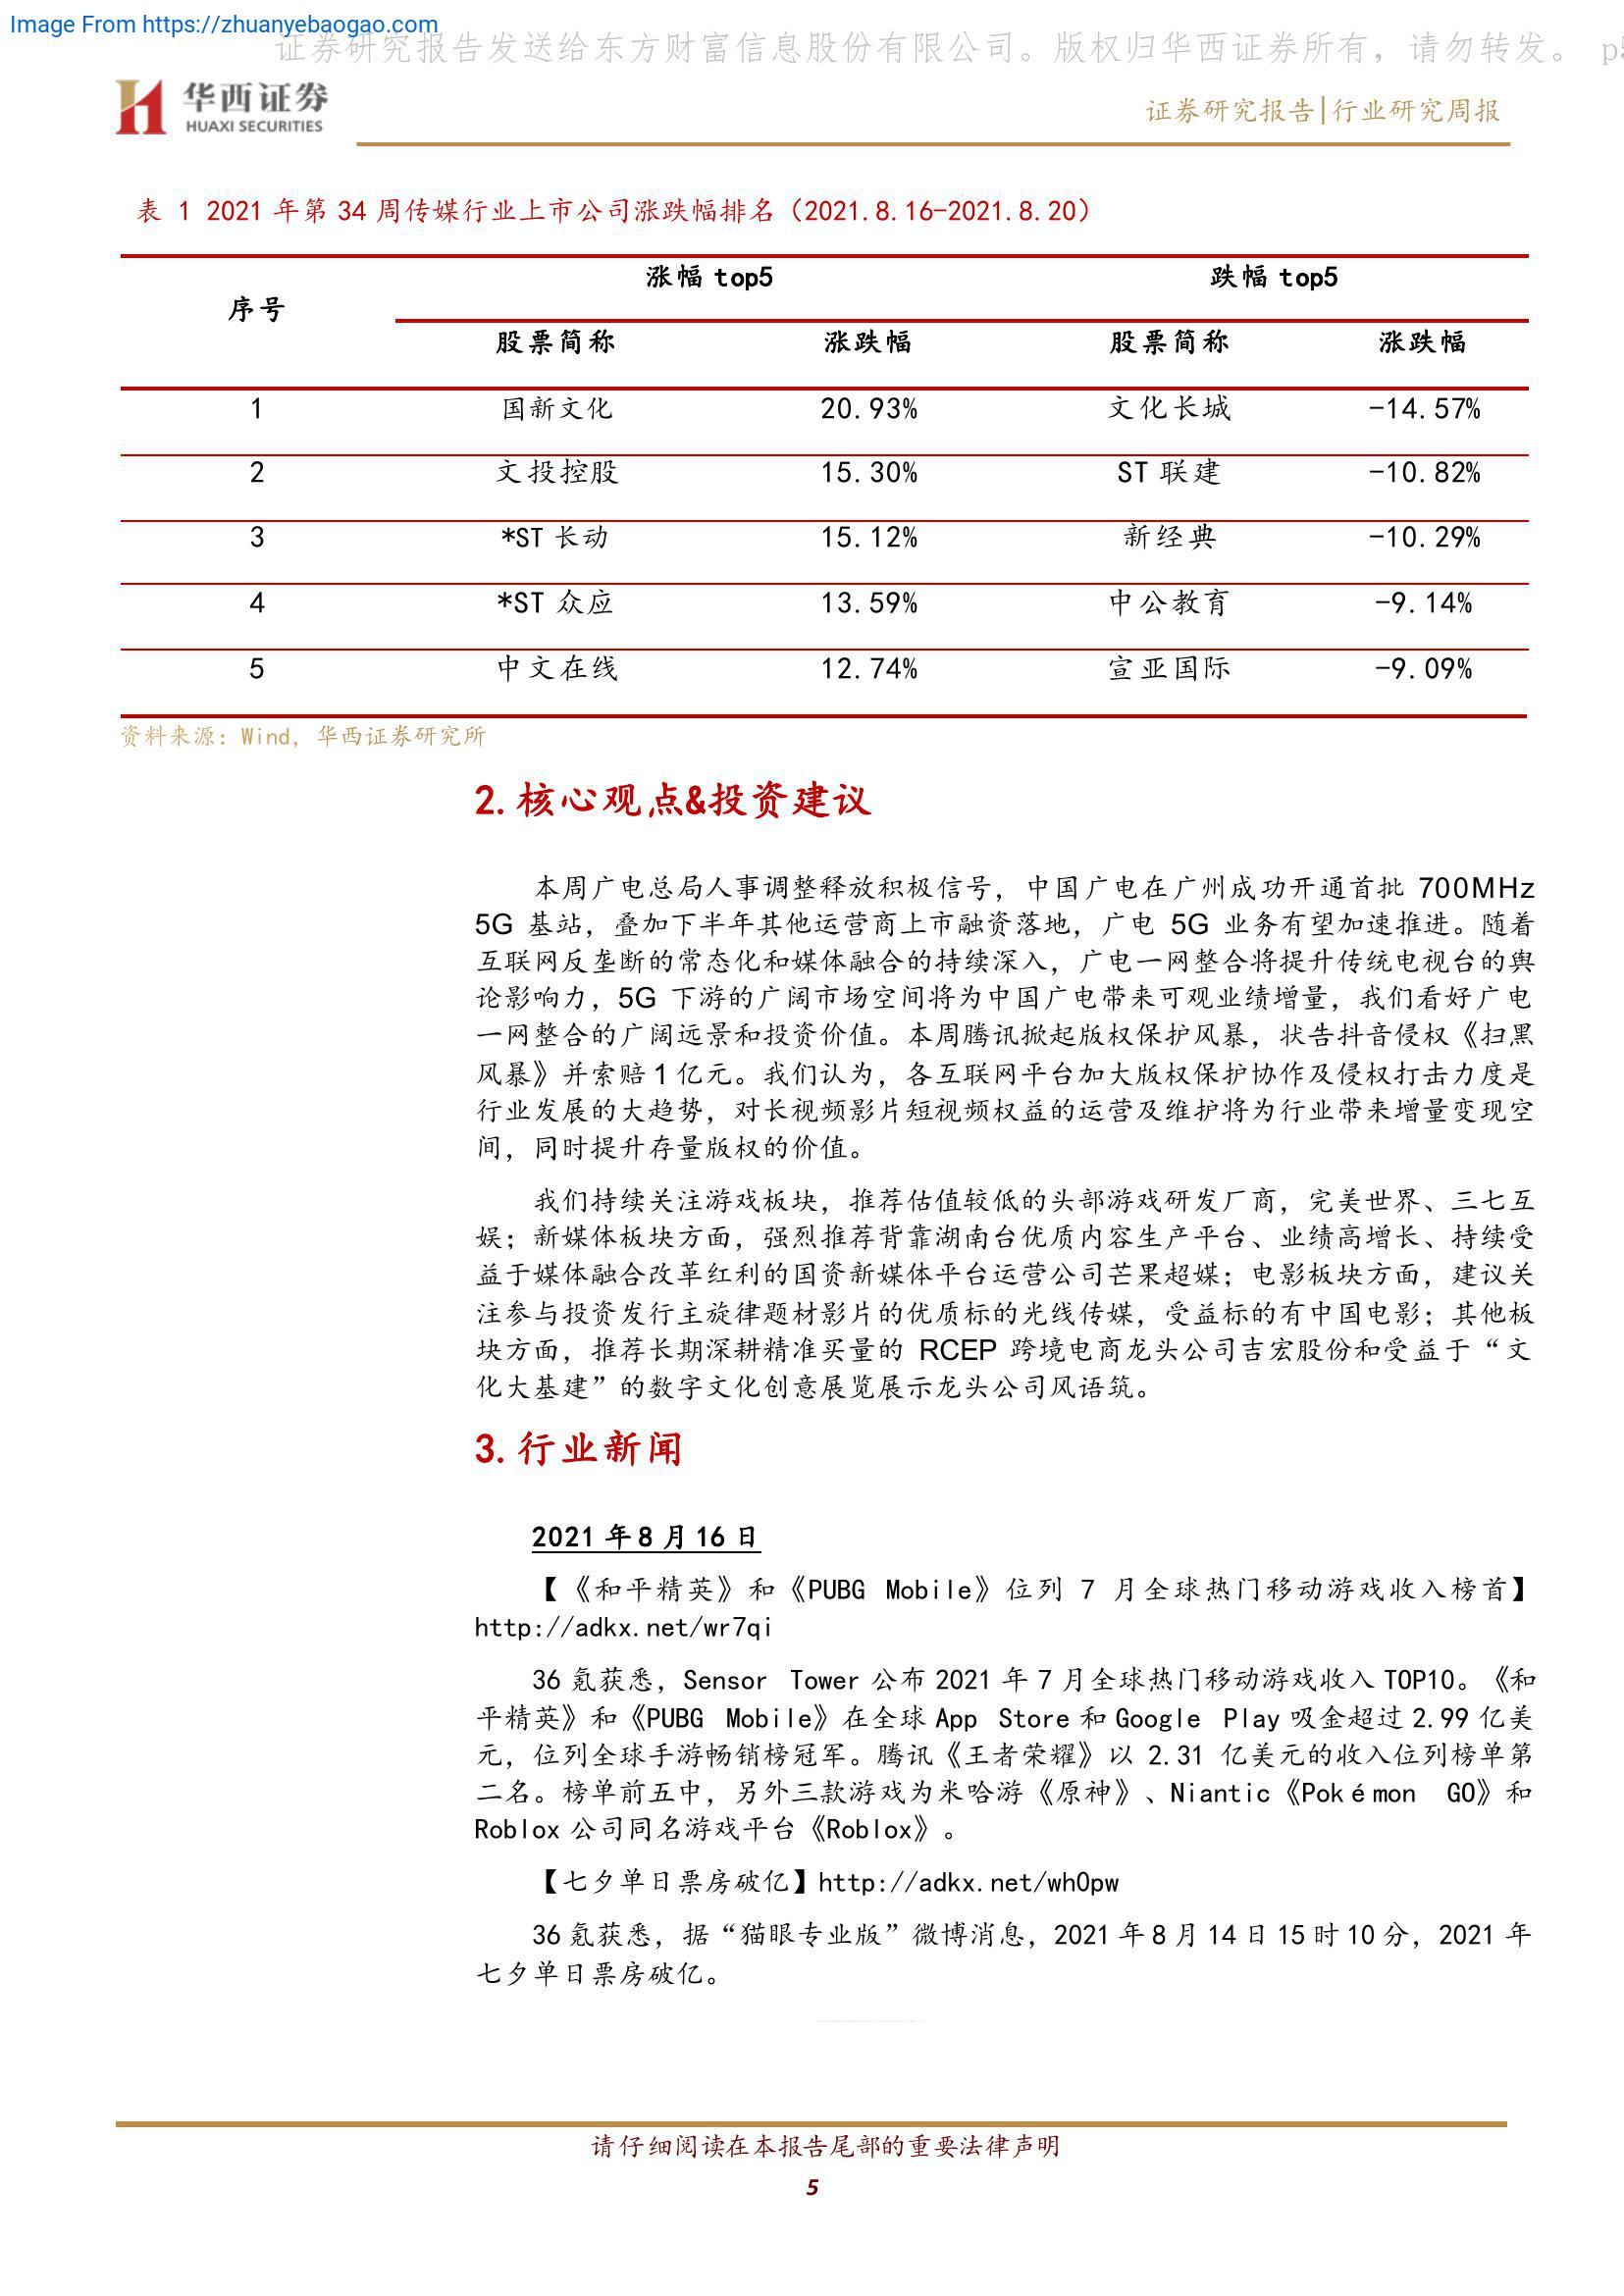 Image From https://zhuanyebaogao.com
证券研究报告发送给东方财富信息股份有限公司。版权归华西证券所有，请勿转发。 p5
华西证券
HUAXI SECURITIES
证券研究报告|行业研究周报
表 1 2021 年第 34 周传媒行业上市公司涨跌幅排名（2021.8.16-2021.8.20）
序号 涨幅 top5 跌幅 top5
股票简称 涨跌幅 股票简称 涨跌幅
1 国新文化 20.93% 文化长城 -14.57%
2 文投控股 15.30% ST 联建 -10.82%
3 *ST 长动 15.12% 新经典 -10.29%
4 *ST 众应 13.59% 中公教育 -9.14%
5 中文在线 12.74% 宣亚国际 -9.09%
资料来源：Wind，华西证券研究所
2.核心观点&投资建议
本周广电总局人事调整释放积极信号，中国广电在广州成功开通首批 700MHz
5G 基站，叠加下半年其他运营商上市融资落地，广电 5G 业务有望加速推进。随着
互联网反垄断的常态化和媒体融合的持续深入，广电一网整合将提升传统电视台的舆
论影响力，5G 下游的广阔市场空间将为中国广电带来可观业绩增量，我们看好广电
一网整合的广阔远景和投资价值。本周腾讯掀起版权保护风暴，状告抖音侵权《扫黑
风暴》并索赔 1 亿元。我们认为，各互联网平台加大版权保护协作及侵权打击力度是
行业发展的大趋势，对长视频影片短视频权益的运营及维护将为行业带来增量变现空
间，同时提升存量版权的价值。
我们持续关注游戏板块，推荐估值较低的头部游戏研发厂商，完美世界、三七互
娱；新媒体板块方面，强烈推荐背靠湖南台优质内容生产平台、业绩高增长、持续受
益于媒体融合改革红利的国资新媒体平台运营公司芒果超媒；电影板块方面，建议关
注参与投资发行主旋律题材影片的优质标的光线传媒，受益标的有中国电影；其他板
块方面，推荐长期深耕精准买量的 RCEP 跨境电商龙头公司吉宏股份和受益于“文
化大基建”的数字文化创意展览展示龙头公司风语筑。
3.行业新闻
2021 年 8 月 16 日
【《和平精英》和《PUBG Mobile》位列 7 月全球热门移动游戏收入榜首】
http://adkx.net/wr7qi
36 氪获悉，Sensor Tower 公布 2021 年 7 月全球热门移动游戏收入 TOP10。《和
平精英》和《PUBG Mobile》在全球 App Store 和 Google Play 吸金超过 2.99 亿美
元，位列全球手游畅销榜冠军。腾讯《王者荣耀》以 2.31 亿美元的收入位列榜单第
二名。榜单前五中，另外三款游戏为米哈游《原神》、Niantic《Pokémon GO》和
Roblox 公司同名游戏平台《Roblox》。
【七夕单日票房破亿】http://adkx.net/wh0pw
36 氪获悉，据“猫眼专业版”微博消息，2021 年 8 月 14 日 15 时 10 分，2021 年
七夕单日票房破亿。
请仔细阅读在本报告尾部的重要法律声明
5